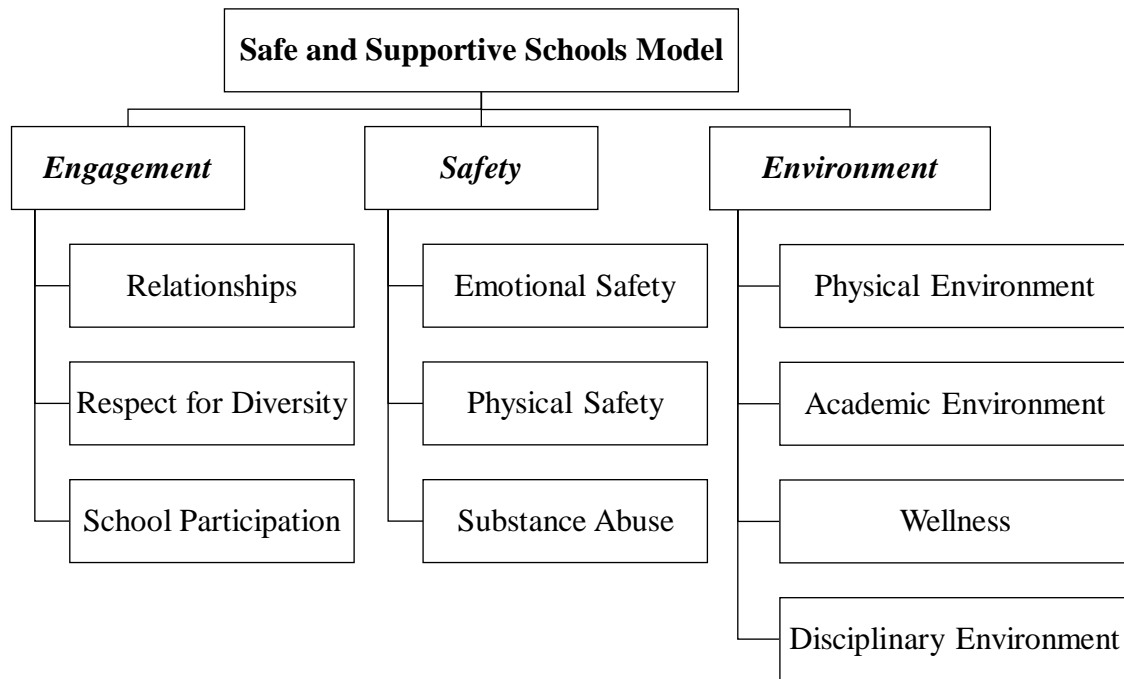 Safe and Supportive Schools Model
Engagement
Relationships
Respect for Diversity
School Participation
Safety
Emotional Safety
Physical Safety
Substance Abuse
Environment
Physical Environment
Academic Environment
Wellness
Disciplinary Environment